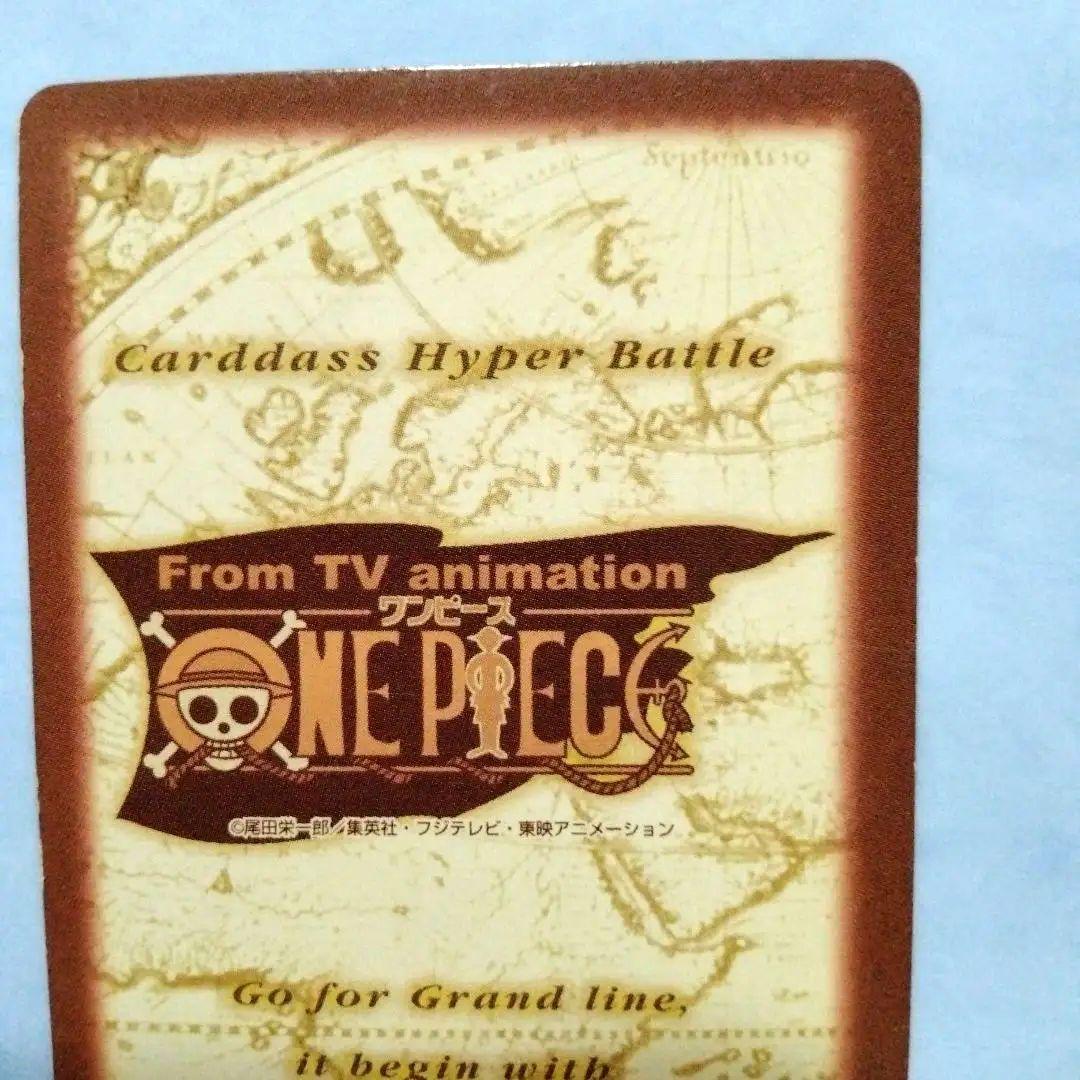 Septentrio
Carddass Hyper Battle
From TV animation
ワンピース
ONE PIECE
©尾田栄一郎／集英社・フジテレビ・東映アニメーション
Go for Grand line,
it begin with